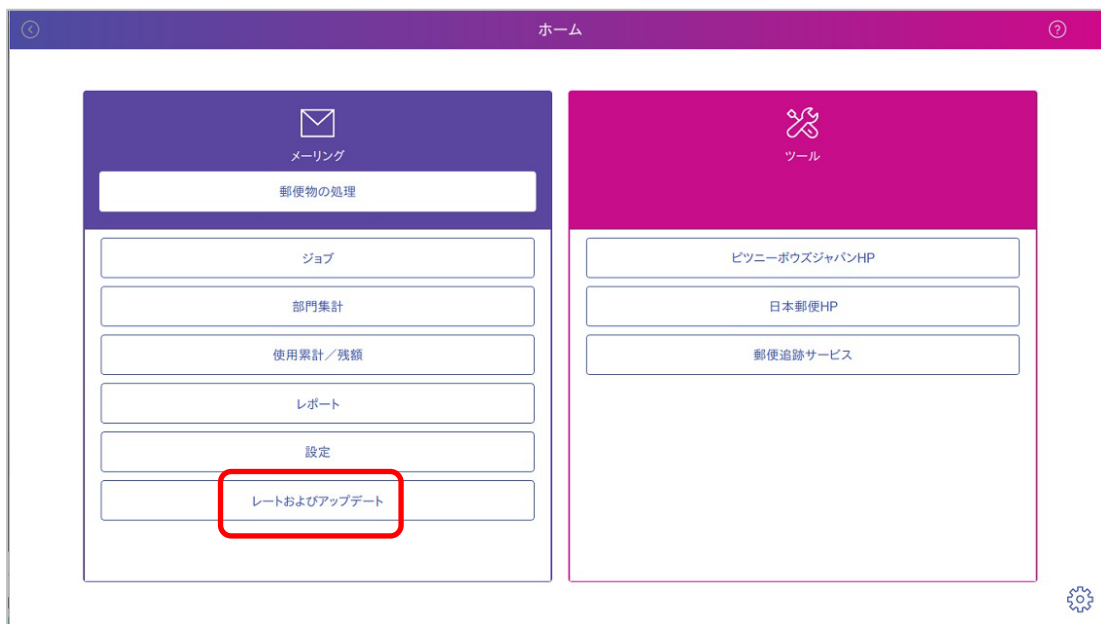 ホーム
メーリング
郵便物の処理
ジョブ
部門集計
使用累計／残額
レポート
設定
レートおよびアップデート
ツール
ピツニーボウズジャパンHP
日本郵便HP
郵便追跡サービス